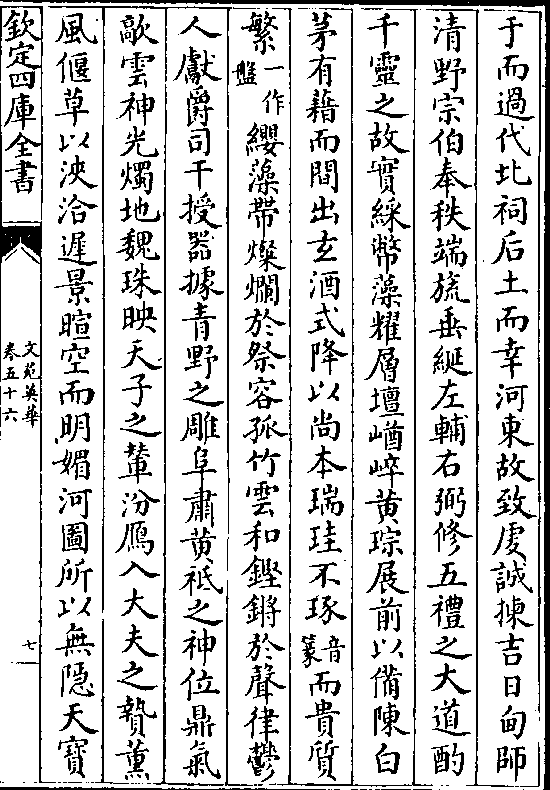 于而過代北祠后土而幸河東故致虔誠揀吉日甸師
清野宗伯奉秩端旒垂綖左輔右弼修五禮之大道酌
千靈之故實綵幣藻耀層壇崷崪黄琮展前以備陳白
茅有藉而間出玄酒式降以尚本瑞珪不琢音篆而貴質
繁一作盤纓藻帶燦爛於祭容孤竹雲和鏗鏘於聲律鬱
人獻爵司干授器據青野之雕阜肅黄祇之神位鼎氣
歊雲神光燭地魏珠映天子之輦汾鴈入大夫之贄薫
風偃草以泱洽遲景暄空而明媚河圖所以無隠天寶
欽定四庫全書
文苑英華
卷五十六
七